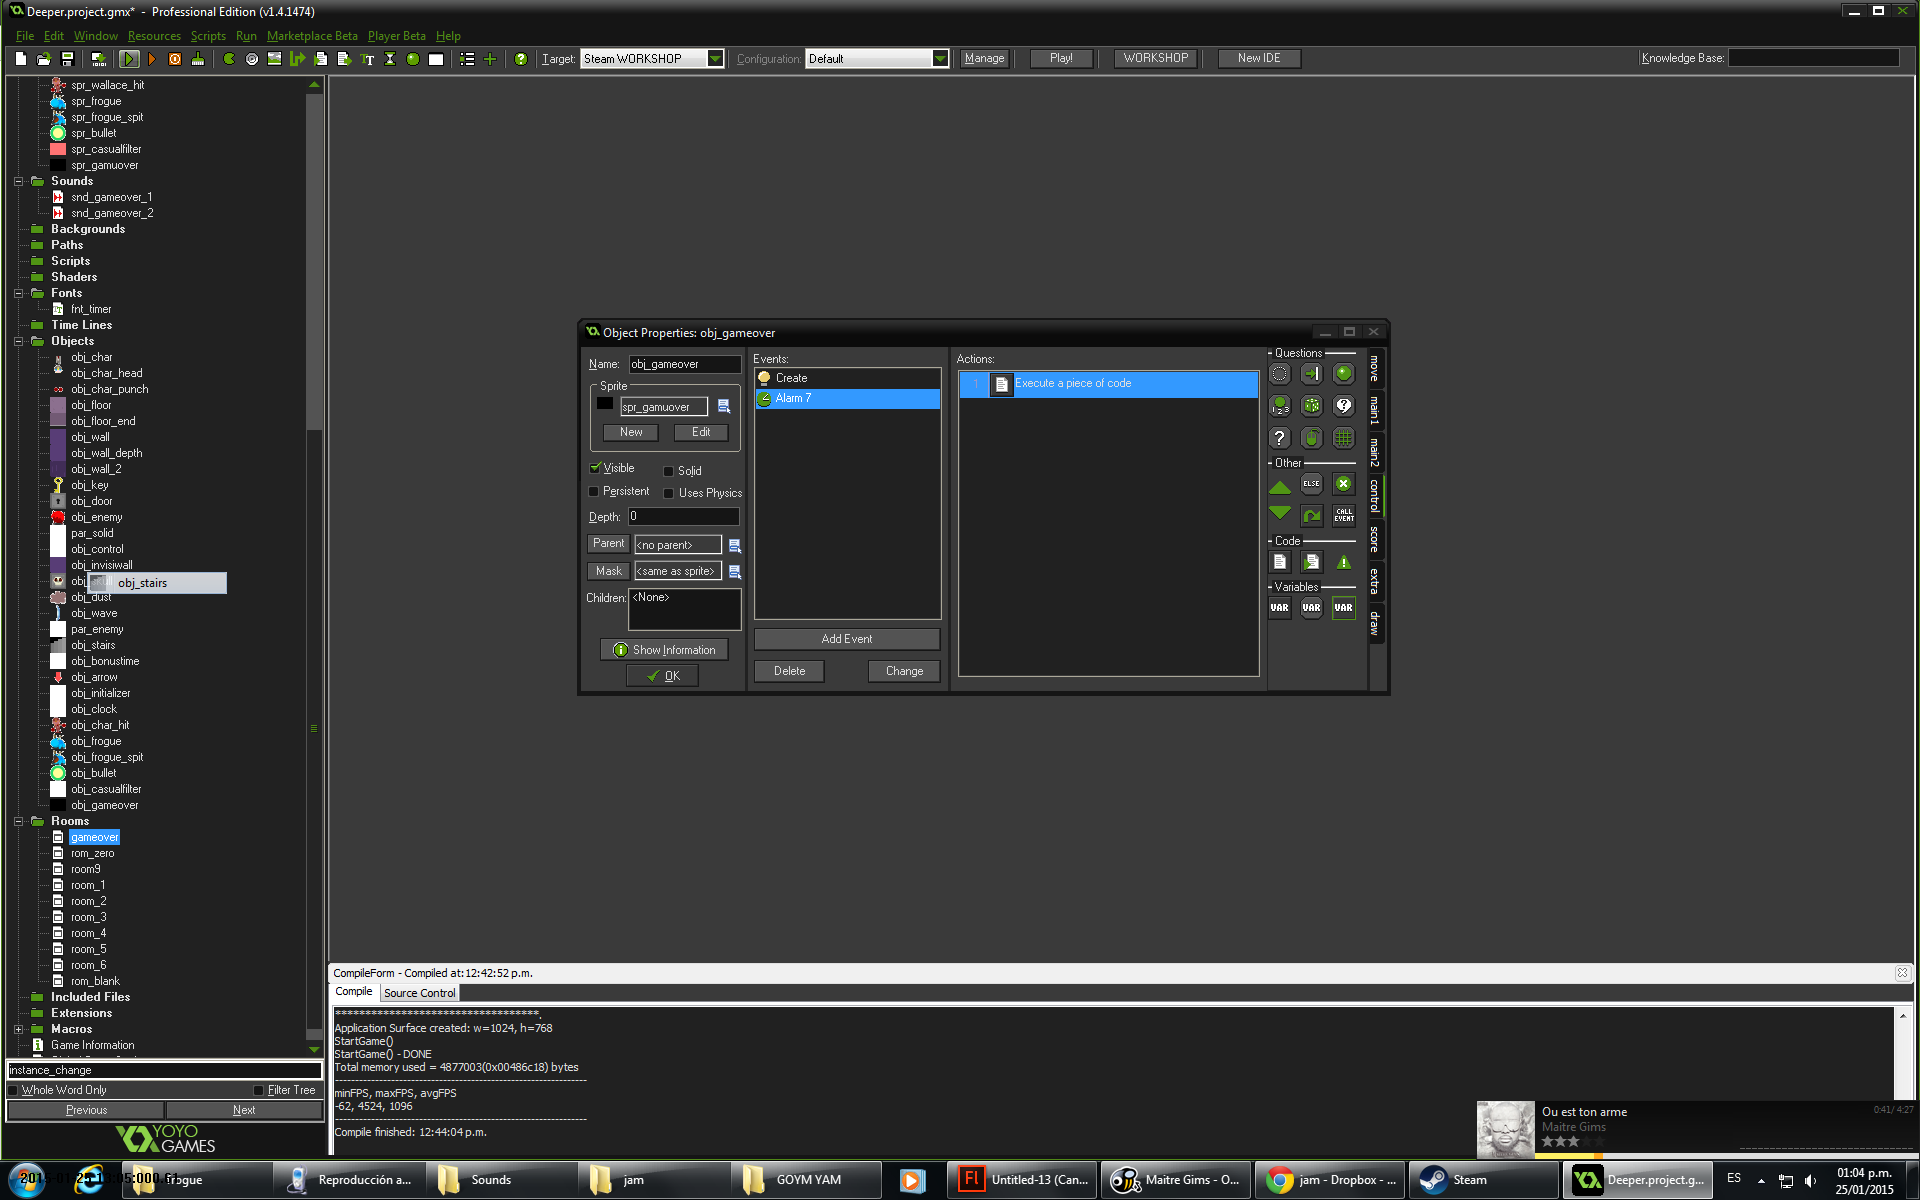 Deeper.project.gmx* - Professional Edition (v1.4.1474)
File Edit Window Resources Scripts Run Marketplace Beta Player Beta Help
Target: Steam WORKSHOP Configuration: Default Manage Play! WORKSHOP New IDE Knowledge Base:
spr_wallace_hit
spr_frogue
spr_frogue_spit
spr_bullet
spr_casualfilter
spr_gamuover
Sounds
snd_gameover_1
snd_gameover_2
Backgrounds
Paths
Scripts
Shaders
Fonts
fnt_timer
Time Lines
Objects
obj_char
obj_char_head
obj_char_punch
obj_floor
obj_floor_end
obj_wall
obj_wall_depth
obj_wall_2
obj_key
obj_door
obj_enemy
par_solid
obj_control
obj_invisiwall
obj_stairs
obj_dust
obj_wave
par_enemy
obj_stairs
obj_bonustime
obj_arrow
obj_initializer
obj_clock
obj_char_hit
obj_frogue
obj_frogue_spit
obj_bullet
obj_casualfilter
obj_gameover
Rooms
gameover
rom_zero
room9
room_1
room_2
room_3
room_4
room_5
room_6
rom_blank
Included Files
Extensions
Macros
Game Information
instance_change
Whole Word Only Filter Tree
Previous Next
YOYO
GAMES
Object Properties: obj_gameover
Name: obj_gameover
Sprite
spr_gamuover
New Edit
Visible Solid
Persistent Uses Physics
Depth: 0
Parent <no parent>
Mask <same as sprite>
Children: <None>
Show Information
OK
Events:
Create
Alarm 7
Add Event
Delete Change
Actions:
1 Execute a piece of code
Questions
1 2 3
?
Other
ELSE
CALL
EVENT
Code
Variables
VAR VAR VAR
move
main1
main2
control
score
extra
draw
CompileForm - Compiled at: 12:42:52 p.m.
Compile Source Control
**********************************.
Application Surface created: w=1024, h=768
StartGame()
StartGame() - DONE
Total memory used = 4877003(0x00486c18) bytes
minFPS, maxFPS, avgFPS
-62, 4524, 1096
Compile finished: 12:44:04 p.m.
Ou est ton arme 0:41/ 4:27
Maitre Gims
frogue Reproducción a... Sounds jam GOYM YAM Fl Untitled-13 (Can... Maitre Gims - O... jam - Dropbox - ... Steam Deeper.project.g... ES 01:04 p.m.
25/01/2015